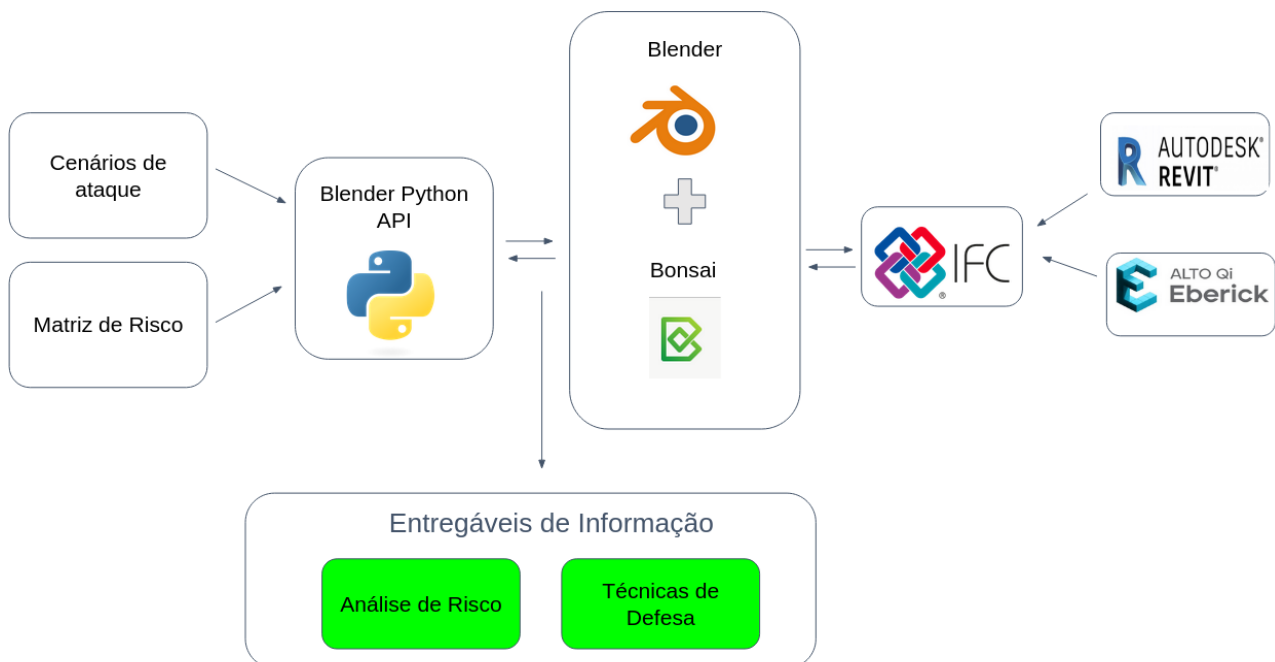 Cenários de
ataque
Matriz de Risco
Blender Python
API
Blender
Bonsai
IFC
®
AUTODESK®
REVIT®
ALTO Qi
Eberick
Entregáveis de Informação
Análise de Risco
Técnicas de
Defesa